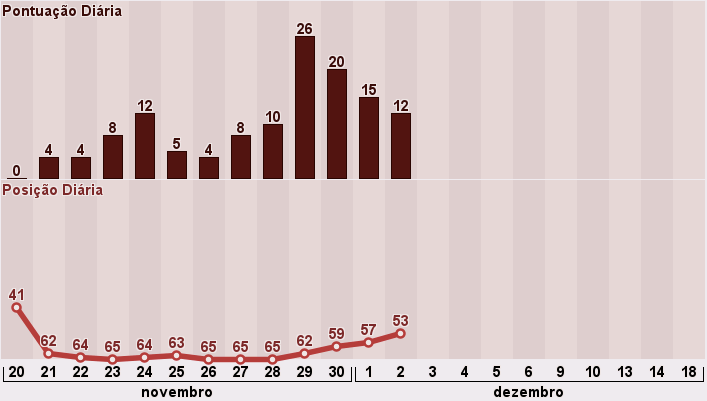 Pontuação Diária
0 4 4 8 12 5 4 8 10 26 20 15 12
Posição Diária
41 62 64 65 64 63 65 65 65 62 59 57 53
20 21 22 23 24 25 26 27 28 29 30 1 2 3 4 5 6 9 10 13 14 18
novembro dezembro